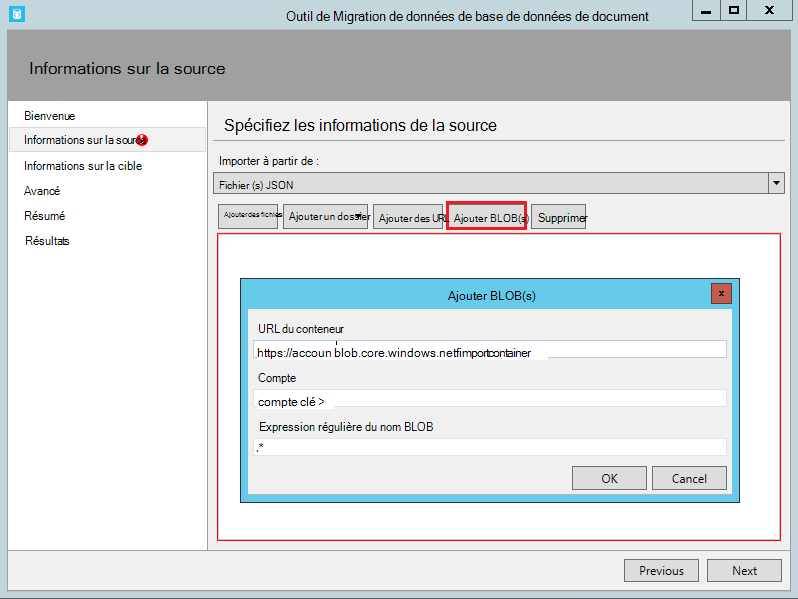 Outil de Migration de données de base de données de document
Informations sur la source
Bienvenue
Informations sur la source
Informations sur la cible
Avancé
Résumé
Résultats
Spécifiez les informations de la source
Importer à partir de :
Fichier (s) JSON
Ajouter des fichiers
Ajouter un dossier
Ajouter des URL
Ajouter BLOB(s)
Supprimer
Ajouter BLOB(s)
x
URL du conteneur
https://accoun blob.core.windows.net/importcontainer
Compte
compte clé >
Expression régulière du nom BLOB
.*
OK
Cancel
Previous
Next